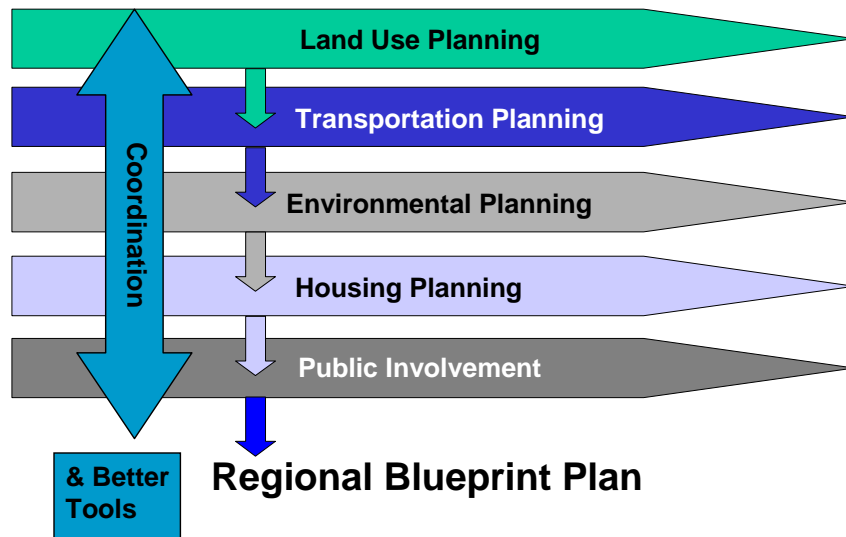 Land Use Planning
Transportation Planning
Coordination
Environmental Planning
Housing Planning
Public Involvement
& Better
Tools
Regional Blueprint Plan